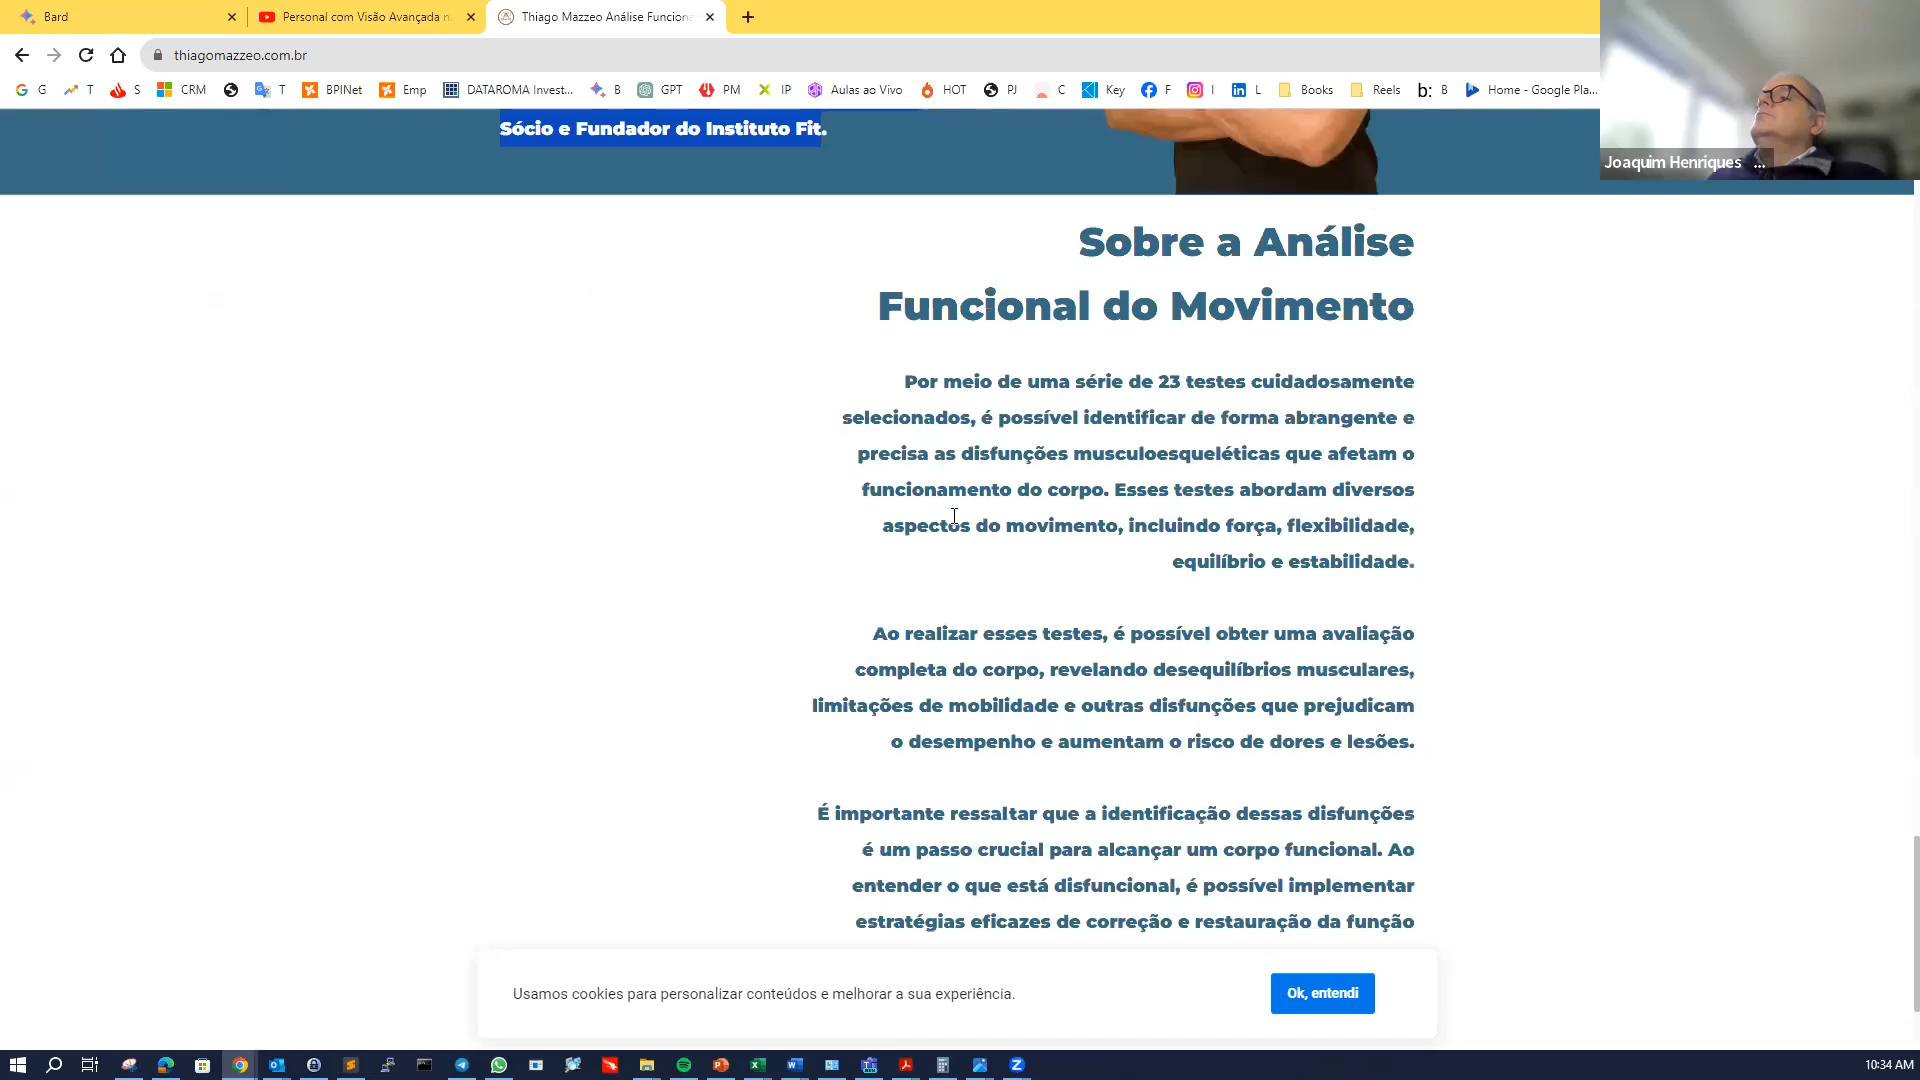 Bard
Personal com Visão Avançada n
Thiago Mazzeo Análise Funciona
thiagomazzeo.com.br
G
T
S
CRM
T
BPINet
Emp
DATAROMA Invest...
B
GPT
PM
IP
Aulas ao Vivo
HOT
PJ
C
Key
F
I
L
Books
Reels
b: B
Home - Google Pla...
Joaquim Henriques ...
Sócio e Fundador do Instituto Fit.
Sobre a Análise
Funcional do Movimento
Por meio de uma série de 23 testes cuidadosamente
selecionados, é possível identificar de forma abrangente e
precisa as disfunções musculoesqueléticas que afetam o
funcionamento do corpo. Esses testes abordam diversos
aspectos do movimento, incluindo força, flexibilidade,
equilíbrio e estabilidade.
Ao realizar esses testes, é possível obter uma avaliação
completa do corpo, revelando desequilíbrios musculares,
limitações de mobilidade e outras disfunções que prejudicam
o desempenho e aumentam o risco de dores e lesões.
É importante ressaltar que a identificação dessas disfunções
é um passo crucial para alcançar um corpo funcional. Ao
entender o que está disfuncional, é possível implementar
estratégias eficazes de correção e restauração da função
Usamos cookies para personalizar conteúdos e melhorar a sua experiência.
Ok, entendi
10:34 AM